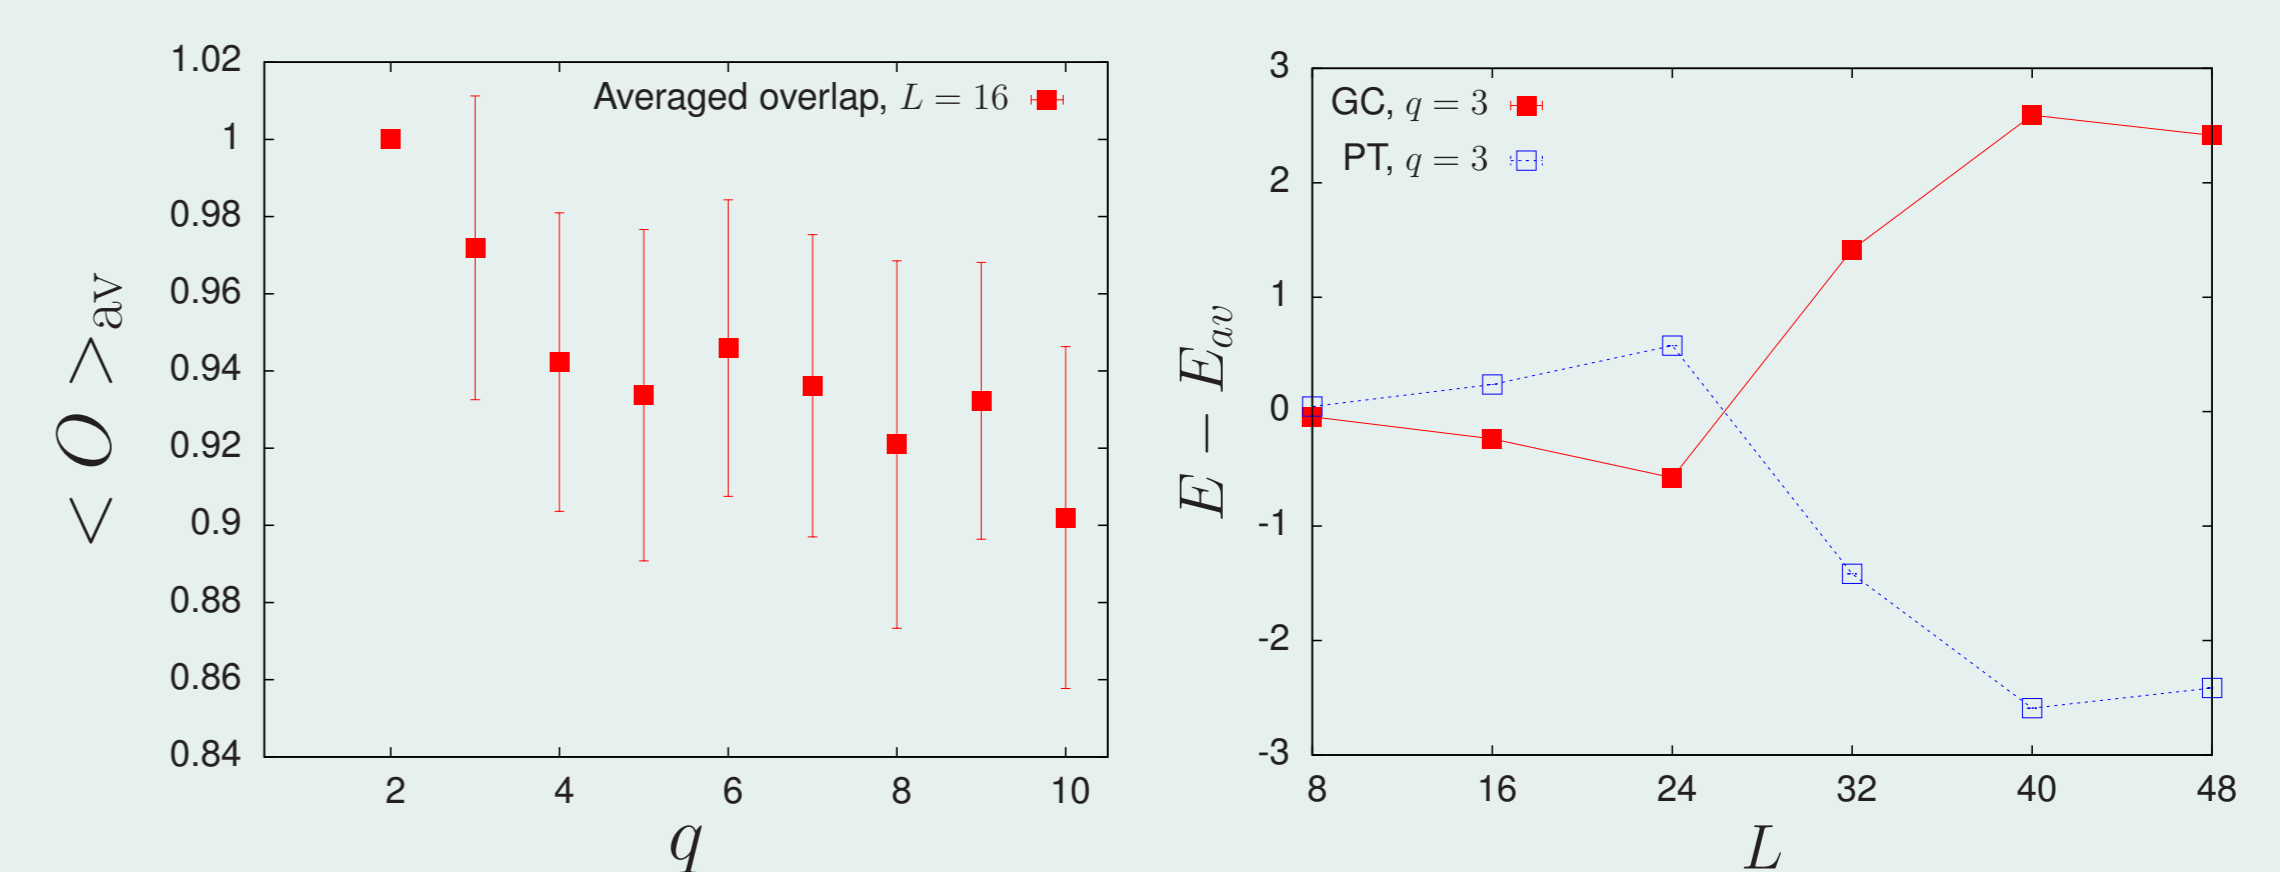 1.02
1
0.98
0.96
0.94
0.92
0.9
0.88
0.86
0.84
2 4 6 8 10
q
< O >av
Averaged overlap, L = 16
3
2
1
0
-1
-2
-3
8 16 24 32 40 48
L
E − Eav
GC, q = 3
PT, q = 3